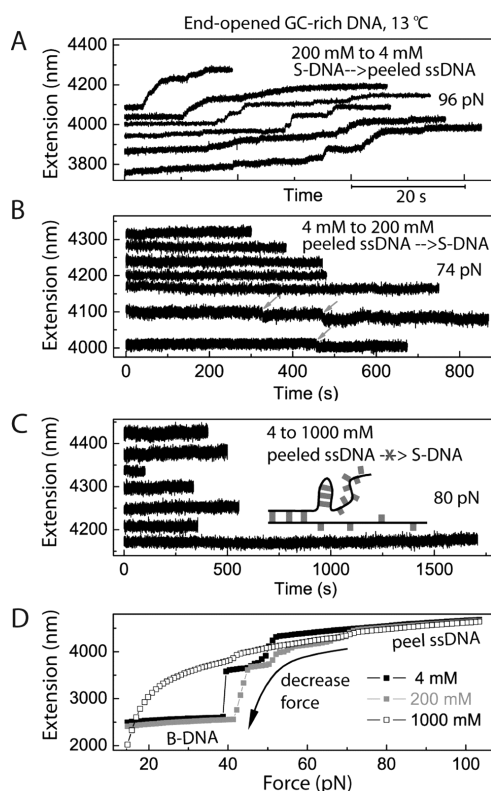 End-opened GC-rich DNA, 13 ℃
A
200 mM to 4 mM
S-DNA-->peeled ssDNA
96 pN
Extension (nm)
4400
4200
4000
3800
Time
20 s
B
4 mM to 200 mM
peeled ssDNA -->S-DNA
74 pN
Extension (nm)
4300
4200
4100
4000
0 200 400 600 800
Time (s)
C
4 to 1000 mM
peeled ssDNA -×-> S-DNA
80 pN
Extension (nm)
4400
4300
4200
0 500 1000 1500
Time (s)
D
Extension (nm)
4000
3000
2000
peel ssDNA
decrease
force
4 mM
200 mM
1000 mM
B-DNA
20 40 60 80 100
Force (pN)